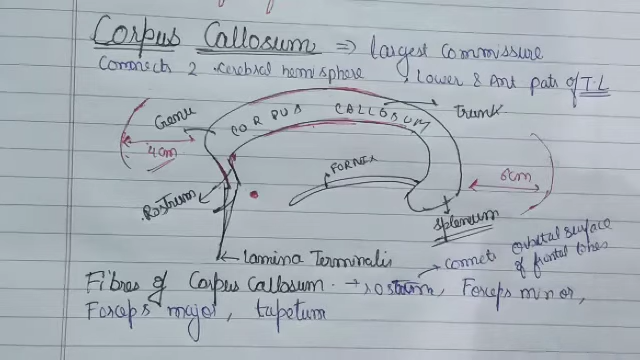 Corpus Callosum ⇒ largest commissure
Connects 2 cerebral hemisphere , Lower & Ant parts of T.L
Genu
CORPUS CALLOSUM
Trunk
4cm
FORNIX
6cm
Rostrum
Splenium
Lamina Terminalis
connects orbital surface of frontal lobes
Fibres of Corpus Callosum → rostrum, Forceps minor,
Forceps major, tapetum